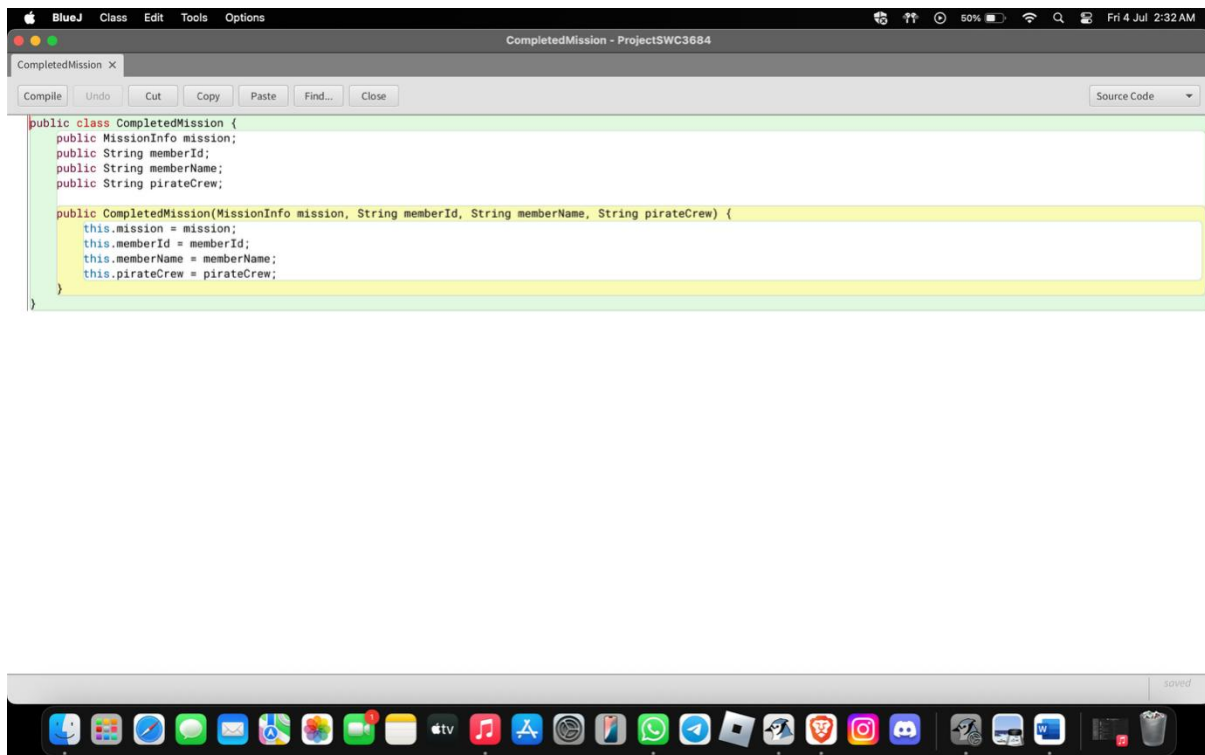 BlueJ Class Edit Tools Options 50% Fri 4 Jul 2:32 AM
CompletedMission - ProjectSWC3684
CompletedMission ×
Compile Undo Cut Copy Paste Find... Close Source Code
public class CompletedMission {
    public MissionInfo mission;
    public String memberId;
    public String memberName;
    public String pirateCrew;
    public CompletedMission(MissionInfo mission, String memberId, String memberName, String pirateCrew) {
        this.mission = mission;
        this.memberId = memberId;
        this.memberName = memberName;
        this.pirateCrew = pirateCrew;
    }
}
saved
1
tv
W